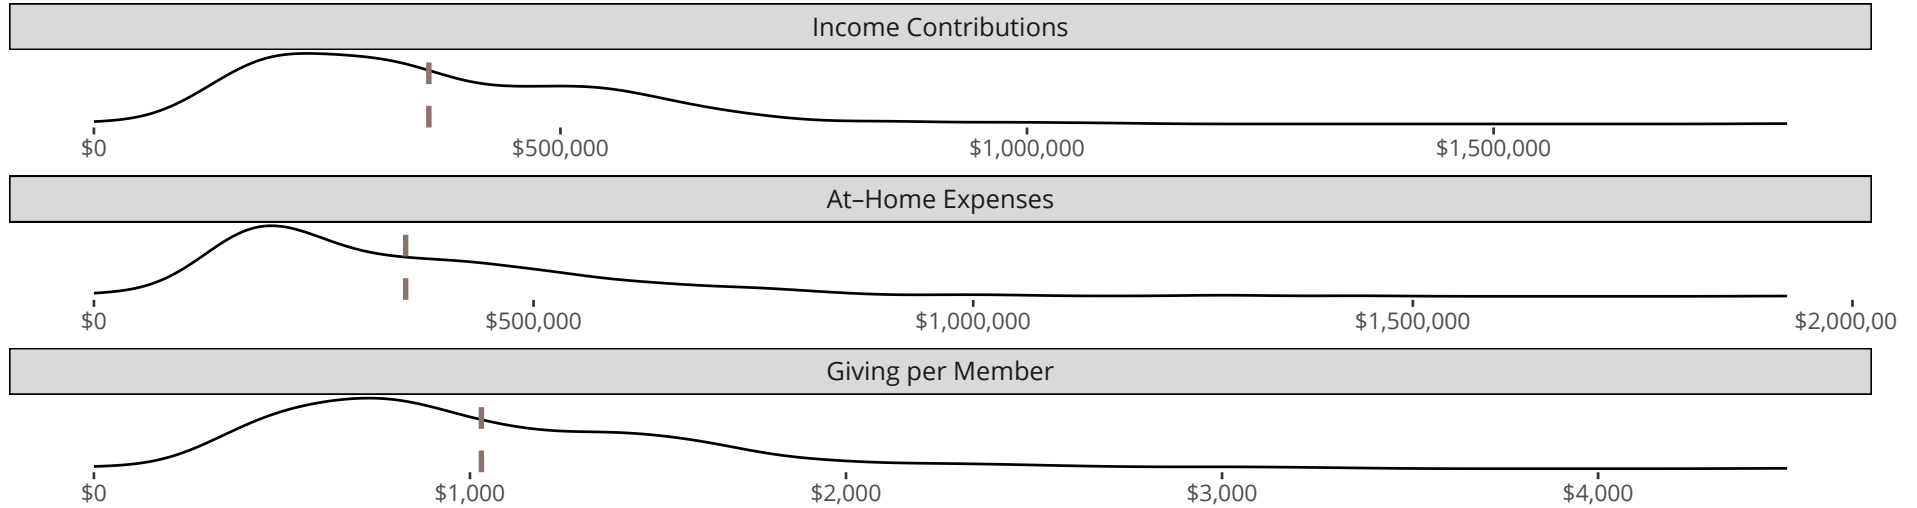 Income Contributions
$0 $500,000 $1,000,000 $1,500,000
At–Home Expenses
$0 $500,000 $1,000,000 $1,500,000 $2,000,00
Giving per Member
$0 $1,000 $2,000 $3,000 $4,000